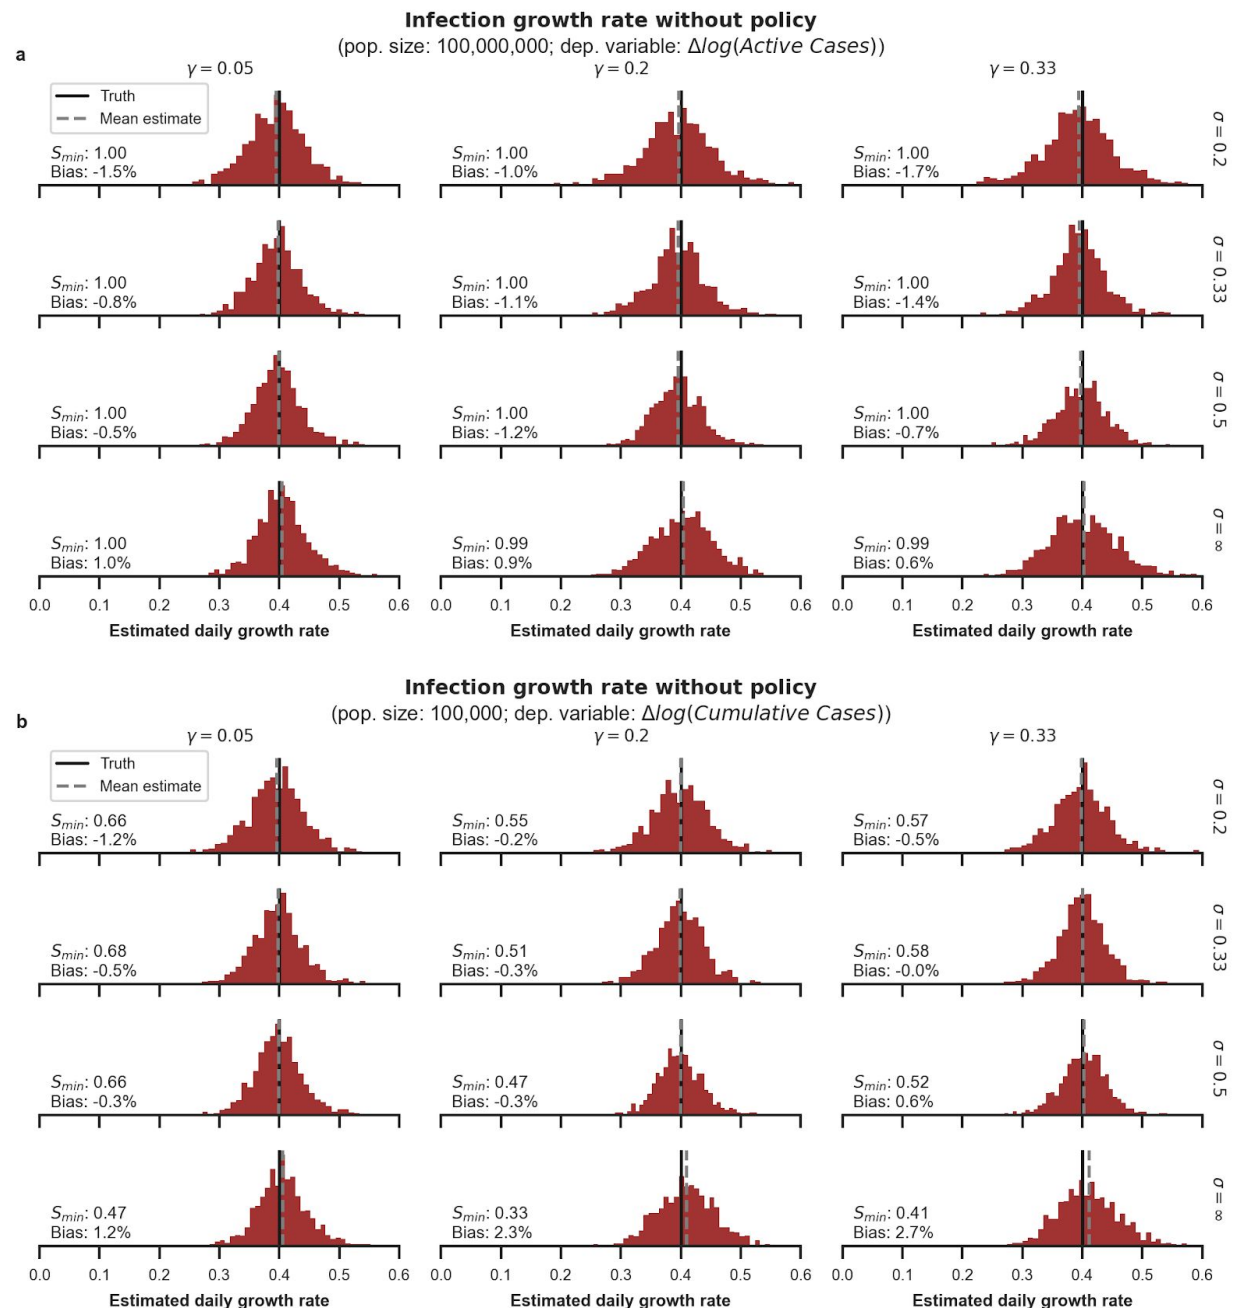 Infection growth rate without policy
(pop. size: 100,000,000; dep. variable: Δlog(Active Cases))
a
γ = 0.05 γ = 0.2 γ = 0.33
Truth
Mean estimate
S_min: 1.00
Bias: -1.5%
S_min: 1.00
Bias: -1.0%
S_min: 1.00
Bias: -1.7%
σ = 0.2
S_min: 1.00
Bias: -0.8%
S_min: 1.00
Bias: -1.1%
S_min: 1.00
Bias: -1.4%
σ = 0.33
S_min: 1.00
Bias: -0.5%
S_min: 1.00
Bias: -1.2%
S_min: 1.00
Bias: -0.7%
σ = 0.5
S_min: 1.00
Bias: 1.0%
S_min: 0.99
Bias: 0.9%
S_min: 0.99
Bias: 0.6%
σ = ∞
0.0 0.1 0.2 0.3 0.4 0.5 0.6 0.0 0.1 0.2 0.3 0.4 0.5 0.6 0.0 0.1 0.2 0.3 0.4 0.5 0.6
Estimated daily growth rate Estimated daily growth rate Estimated daily growth rate
Infection growth rate without policy
(pop. size: 100,000; dep. variable: Δlog(Cumulative Cases))
b
γ = 0.05 γ = 0.2 γ = 0.33
Truth
Mean estimate
S_min: 0.66
Bias: -1.2%
S_min: 0.55
Bias: -0.2%
S_min: 0.57
Bias: -0.5%
σ = 0.2
S_min: 0.68
Bias: -0.5%
S_min: 0.51
Bias: -0.3%
S_min: 0.58
Bias: -0.0%
σ = 0.33
S_min: 0.66
Bias: -0.3%
S_min: 0.47
Bias: -0.3%
S_min: 0.52
Bias: 0.6%
σ = 0.5
S_min: 0.47
Bias: 1.2%
S_min: 0.33
Bias: 2.3%
S_min: 0.41
Bias: 2.7%
σ = ∞
0.0 0.1 0.2 0.3 0.4 0.5 0.6 0.0 0.1 0.2 0.3 0.4 0.5 0.6 0.0 0.1 0.2 0.3 0.4 0.5 0.6
Estimated daily growth rate Estimated daily growth rate Estimated daily growth rate